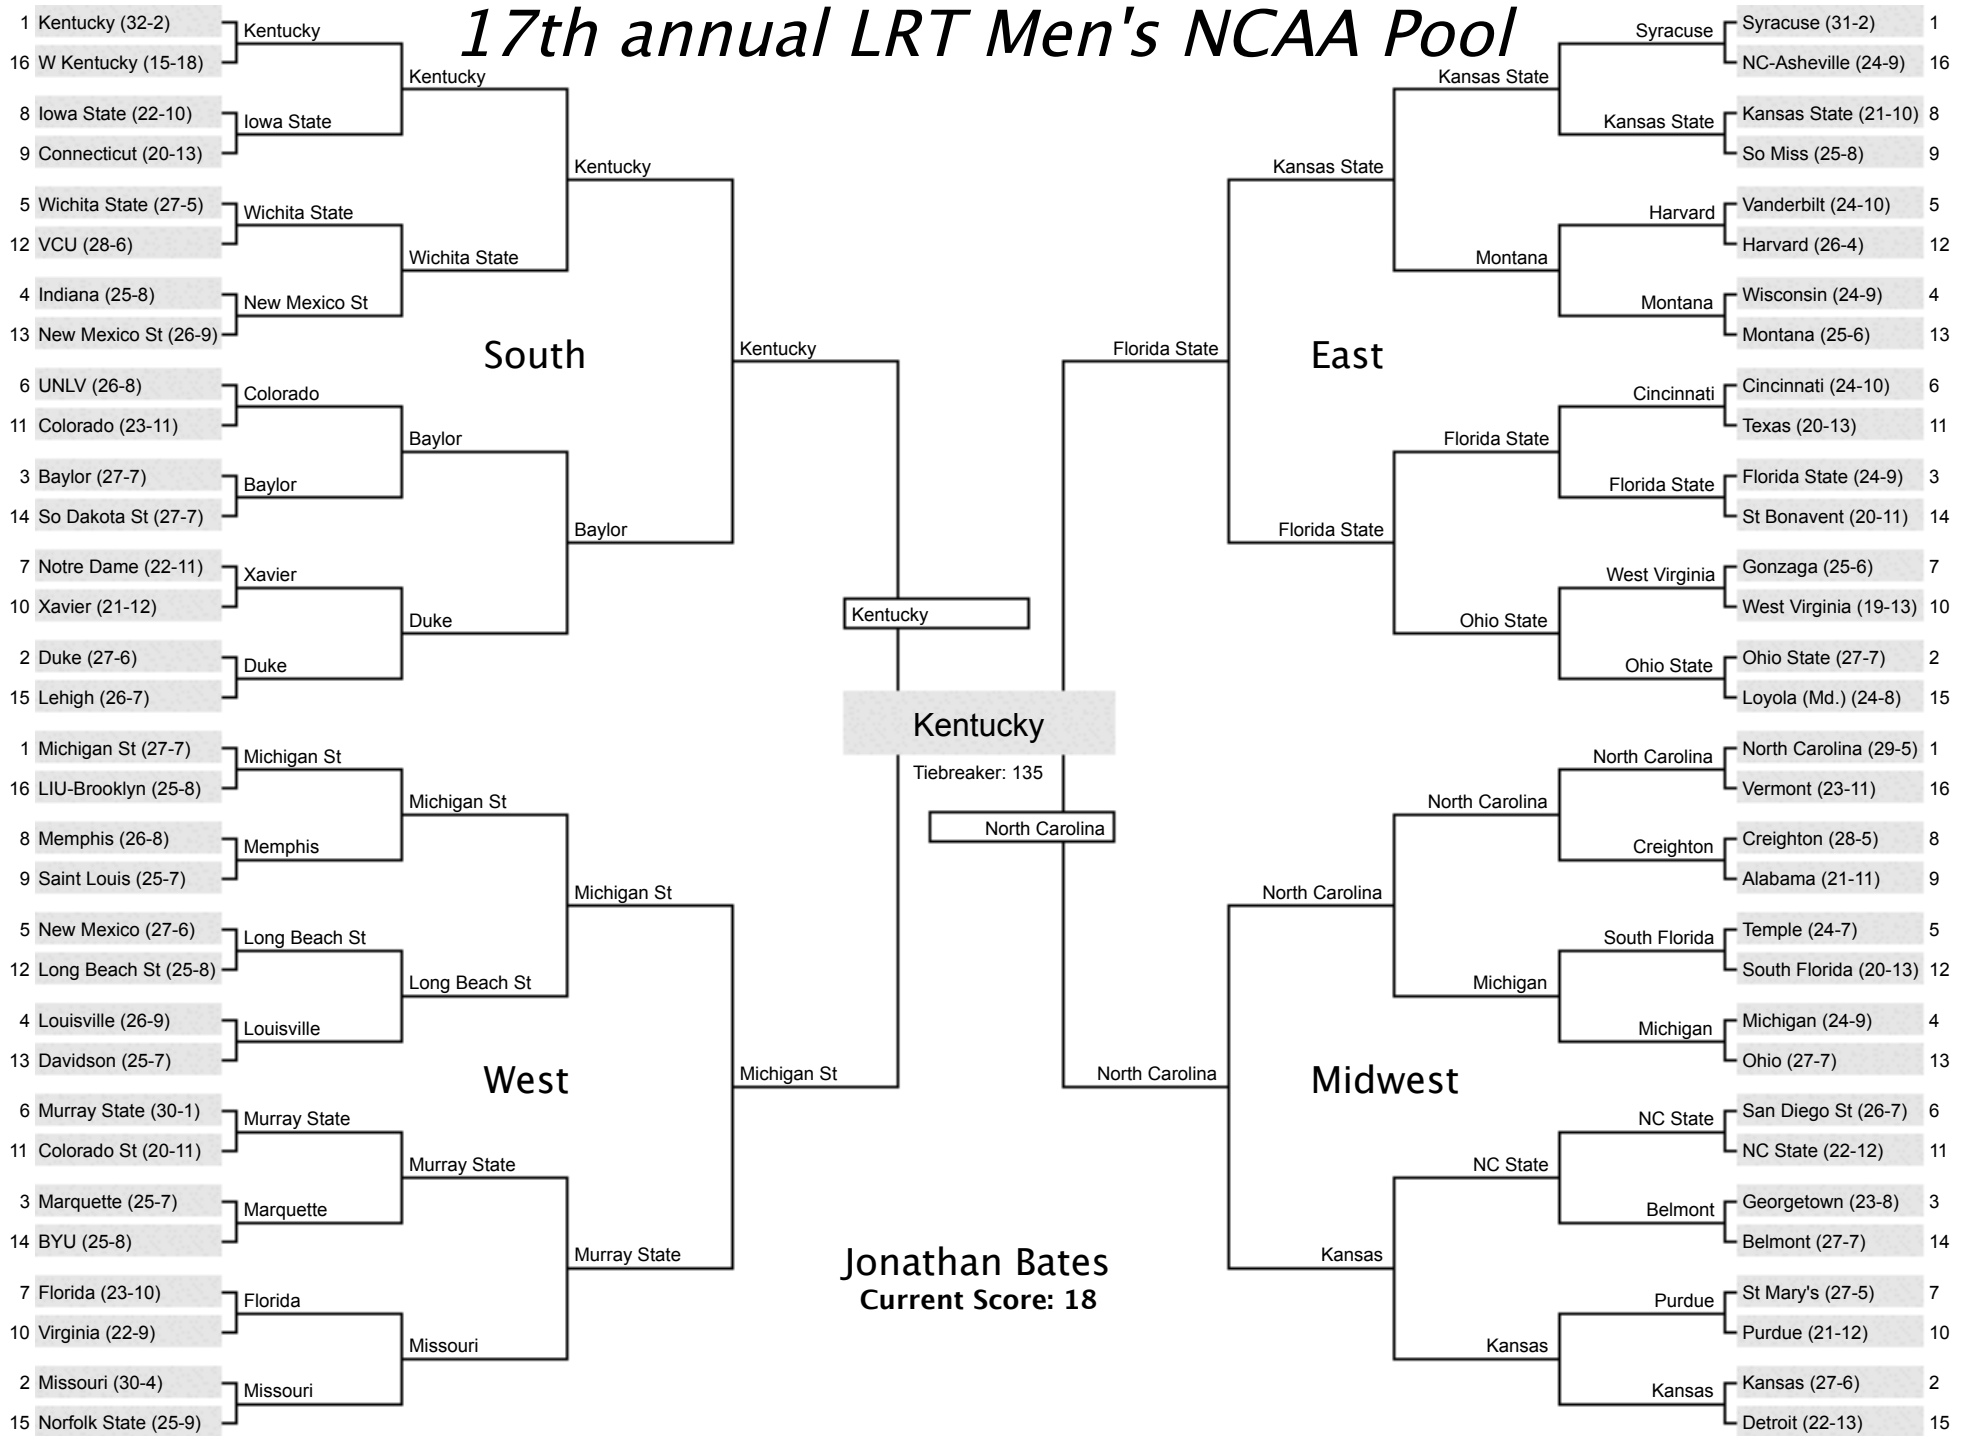 17th annual LRT Men's NCAA Pool
1 Kentucky (32-2)
16 W Kentucky (15-18)
8 Iowa State (22-10)
9 Connecticut (20-13)
5 Wichita State (27-5)
12 VCU (28-6)
4 Indiana (25-8)
13 New Mexico St (26-9)
6 UNLV (26-8)
11 Colorado (23-11)
3 Baylor (27-7)
14 So Dakota St (27-7)
7 Notre Dame (22-11)
10 Xavier (21-12)
2 Duke (27-6)
15 Lehigh (26-7)
Kentucky
Iowa State
Wichita State
New Mexico St
Colorado
Baylor
Xavier
Duke
Kentucky
Wichita State
Baylor
Duke
Kentucky
Baylor
Kentucky
South
1 Michigan St (27-7)
16 LIU-Brooklyn (25-8)
8 Memphis (26-8)
9 Saint Louis (25-7)
5 New Mexico (27-6)
12 Long Beach St (25-8)
4 Louisville (26-9)
13 Davidson (25-7)
6 Murray State (30-1)
11 Colorado St (20-11)
3 Marquette (25-7)
14 BYU (25-8)
7 Florida (23-10)
10 Virginia (22-9)
2 Missouri (30-4)
15 Norfolk State (25-9)
Michigan St
Memphis
Long Beach St
Louisville
Murray State
Marquette
Florida
Missouri
Michigan St
Long Beach St
Murray State
Missouri
Michigan St
Murray State
Michigan St
West
Kentucky
Kentucky
Tiebreaker: 135
North Carolina
Jonathan Bates
Current Score: 18
Syracuse (31-2) 1
NC-Asheville (24-9) 16
Kansas State (21-10) 8
So Miss (25-8) 9
Vanderbilt (24-10) 5
Harvard (26-4) 12
Wisconsin (24-9) 4
Montana (25-6) 13
Cincinnati (24-10) 6
Texas (20-13) 11
Florida State (24-9) 3
St Bonavent (20-11) 14
Gonzaga (25-6) 7
West Virginia (19-13) 10
Ohio State (27-7) 2
Loyola (Md.) (24-8) 15
Syracuse
Kansas State
Harvard
Montana
Cincinnati
Florida State
West Virginia
Ohio State
Kansas State
Montana
Florida State
Ohio State
Kansas State
Florida State
Florida State
East
North Carolina (29-5) 1
Vermont (23-11) 16
Creighton (28-5) 8
Alabama (21-11) 9
Temple (24-7) 5
South Florida (20-13) 12
Michigan (24-9) 4
Ohio (27-7) 13
San Diego St (26-7) 6
NC State (22-12) 11
Georgetown (23-8) 3
Belmont (27-7) 14
St Mary's (27-5) 7
Purdue (21-12) 10
Kansas (27-6) 2
Detroit (22-13) 15
North Carolina
Creighton
South Florida
Michigan
NC State
Belmont
Purdue
Kansas
North Carolina
Michigan
NC State
Kansas
North Carolina
Kansas
North Carolina
Midwest